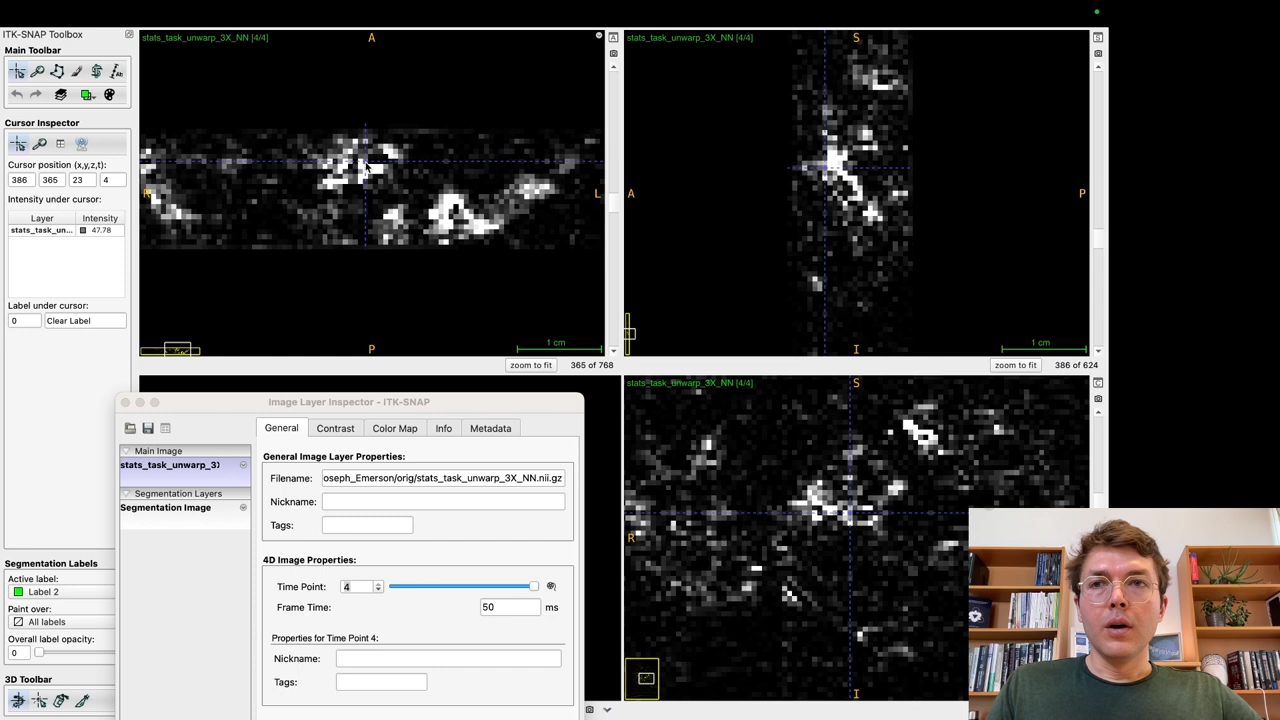 ITK-SNAP Toolbox
Main Toolbar
Cursor Inspector
Cursor position (x,y,z,t):
386 365 23 4
Intensity under cursor:
Layer Intensity
stats_task_un... 47.78
Label under cursor:
0 Clear Label
Segmentation Labels
Active label:
Label 2
Paint over:
All labels
Overall label opacity:
0
3D Toolbar
stats_task_unwarp_3X_NN [4/4]
A
A
R
L
P
1 cm
zoom to fit
365 of 768
stats_task_unwarp_3X_NN [4/4]
S
S
A
P
I
1 cm
zoom to fit
386 of 624
stats_task_unwarp_3X_NN [4/4]
S
C
R
I
Image Layer Inspector - ITK-SNAP
Main Image
stats_task_unwarp_3)
Segmentation Layers
Segmentation Image
General Contrast Color Map Info Metadata
General Image Layer Properties:
Filename: oseph_Emerson/orig/stats_task_unwarp_3X_NN.nii.gz
Nickname:
Tags:
4D Image Properties:
Time Point: 4
Frame Time: 50 ms
Properties for Time Point 4:
Nickname:
Tags: